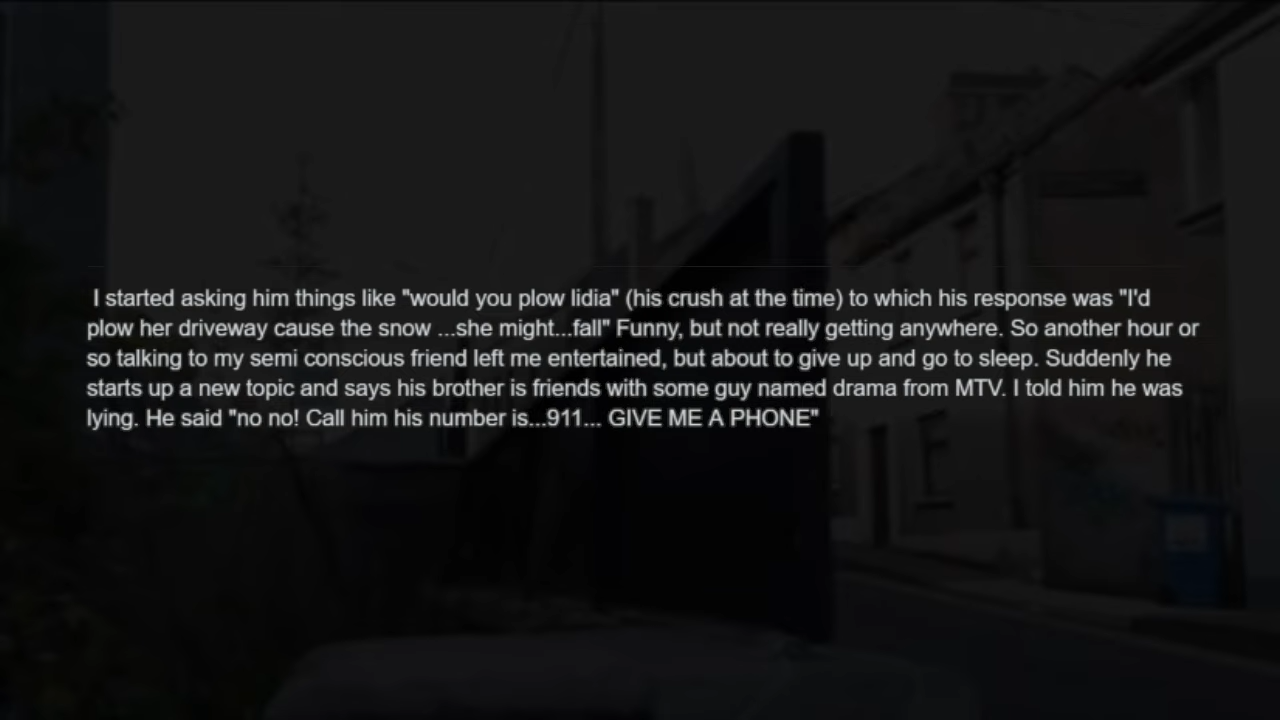 I started asking him things like "would you plow lidia" (his crush at the time) to which his response was "I'd
plow her driveway cause the snow ...she might...fall" Funny, but not really getting anywhere. So another hour or
so talking to my semi conscious friend left me entertained, but about to give up and go to sleep. Suddenly he
starts up a new topic and says his brother is friends with some guy named drama from MTV. I told him he was
lying. He said "no no! Call him his number is...911... GIVE ME A PHONE"